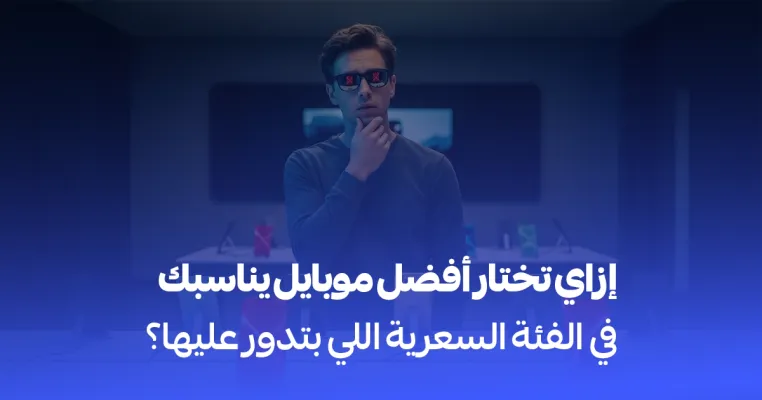 إزاي تختار أفضل موبايل يناسبك
في الفئة السعرية اللي بتدور عليها؟